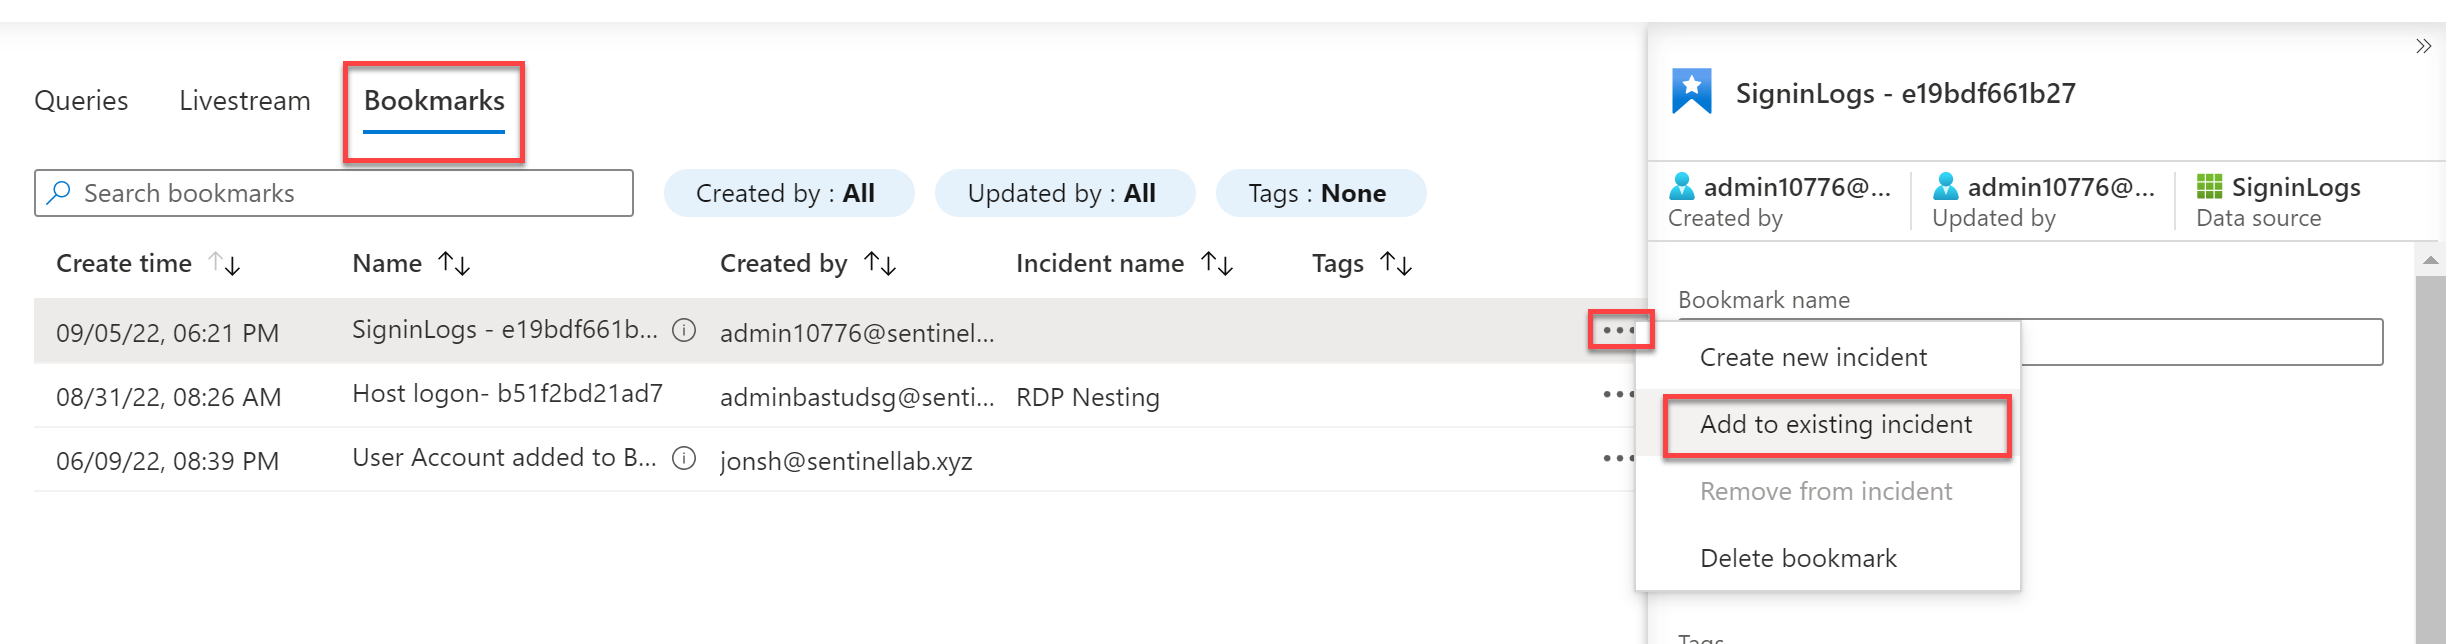 Queries Livestream Bookmarks
Search bookmarks Created by : All Updated by : All Tags : None
Create time Name Created by Incident name Tags
09/05/22, 06:21 PM SigninLogs - e19bdf661b... admin10776@sentinel...
08/31/22, 08:26 AM Host logon- b51f2bd21ad7 adminbastudsg@senti... RDP Nesting
06/09/22, 08:39 PM User Account added to B... jonsh@sentinellab.xyz
SigninLogs - e19bdf661b27
admin10776@... admin10776@... SigninLogs
Created by Updated by Data source
Bookmark name
Create new incident
Add to existing incident
Remove from incident
Delete bookmark
Tags